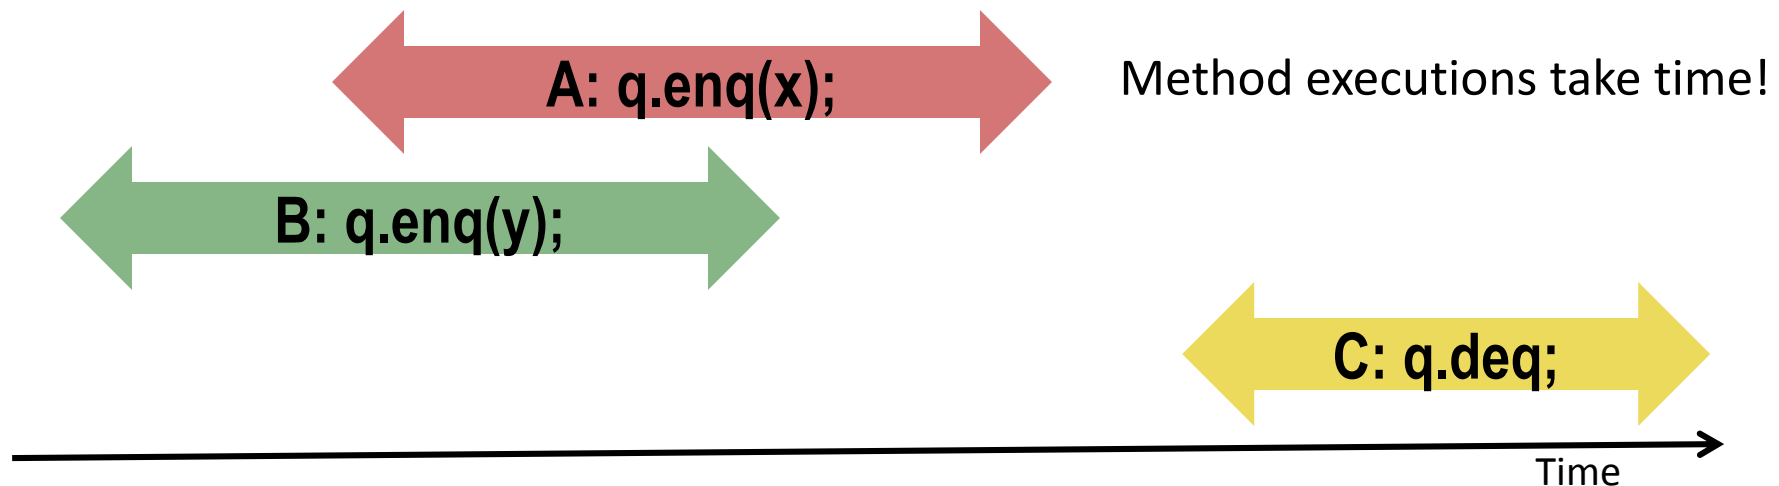 A: q.enq(x);
Method executions take time!
B: q.enq(y);
C: q.deq;
Time